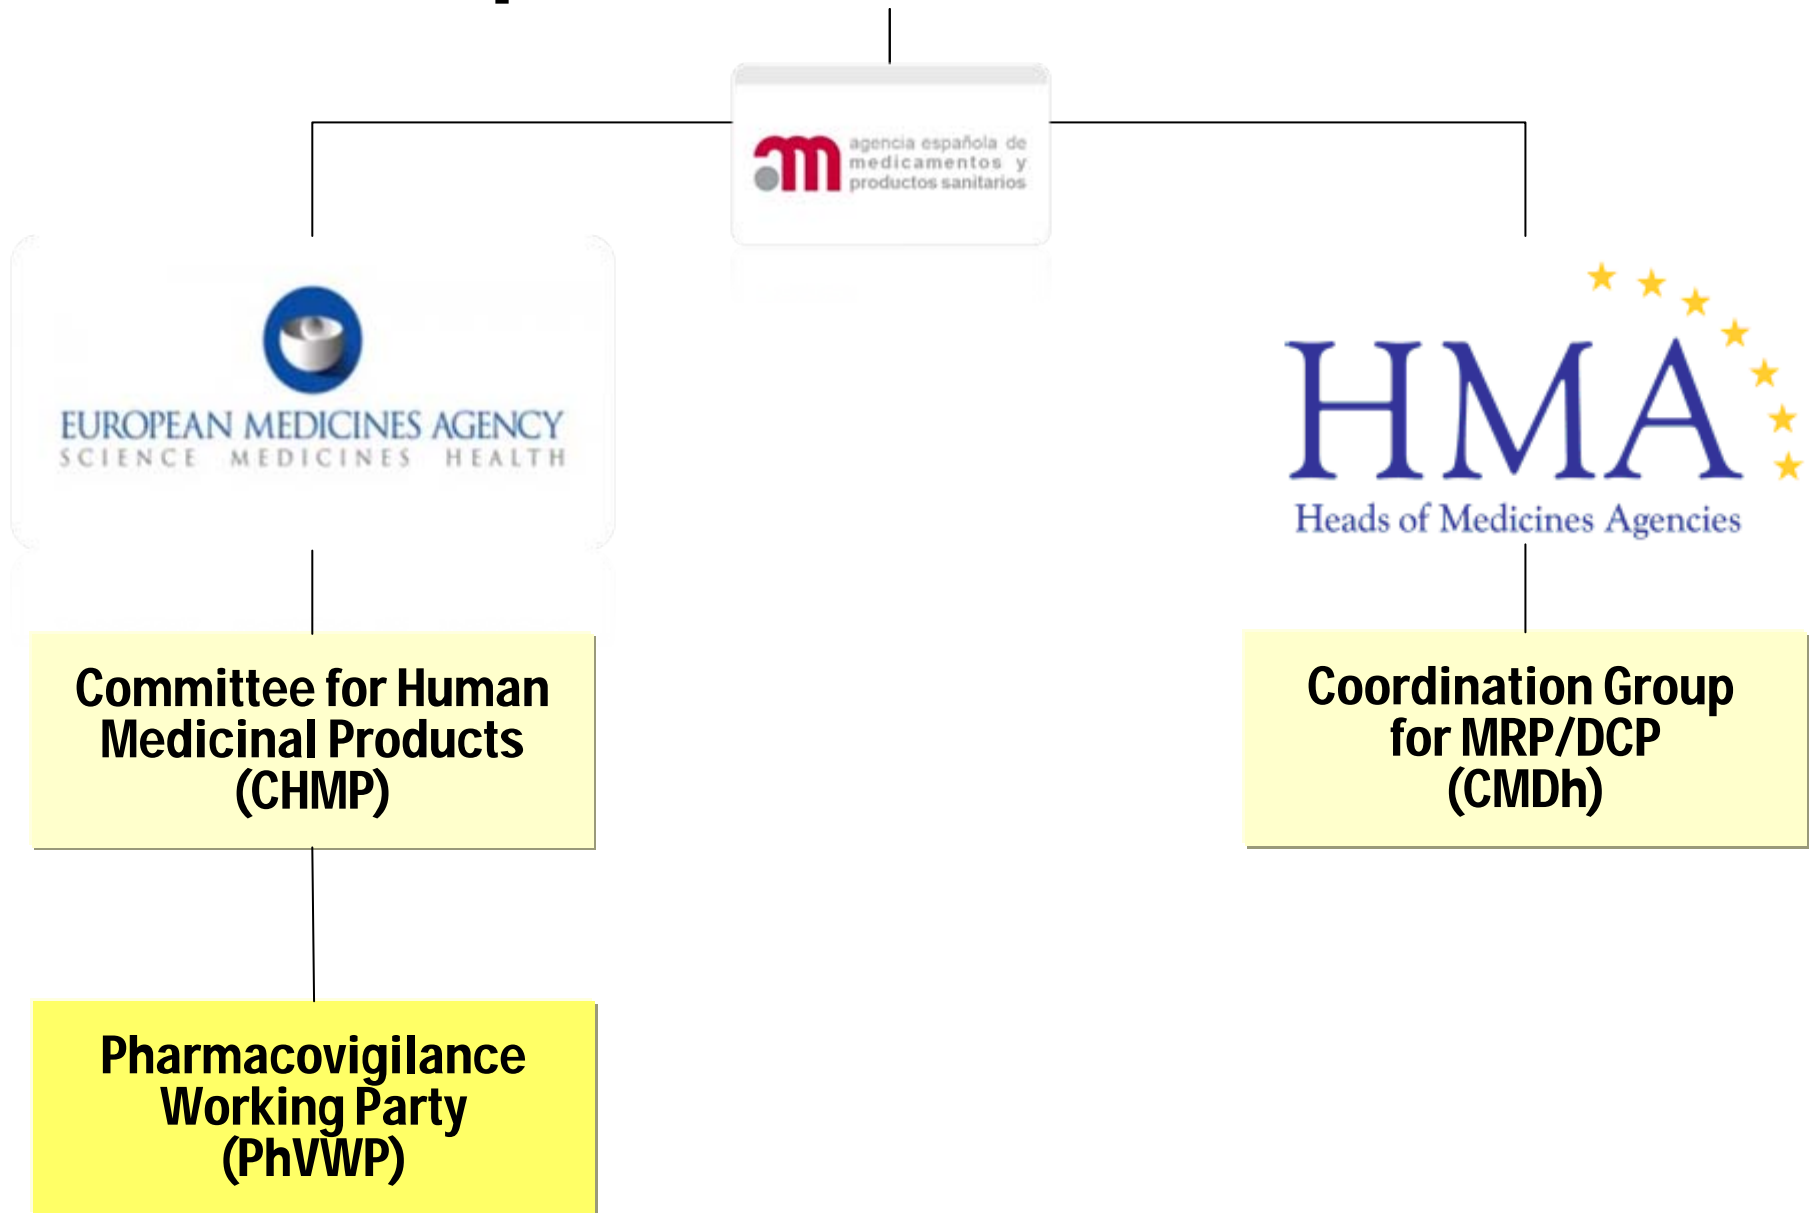 agencia española de
medicamentos y
productos sanitarios
EUROPEAN MEDICINES AGENCY
SCIENCE MEDICINES HEALTH
HMA
Heads of Medicines Agencies
Committee for Human
Medicinal Products
(CHMP)
Coordination Group
for MRP/DCP
(CMDh)
Pharmacovigilance
Working Party
(PhVWP)